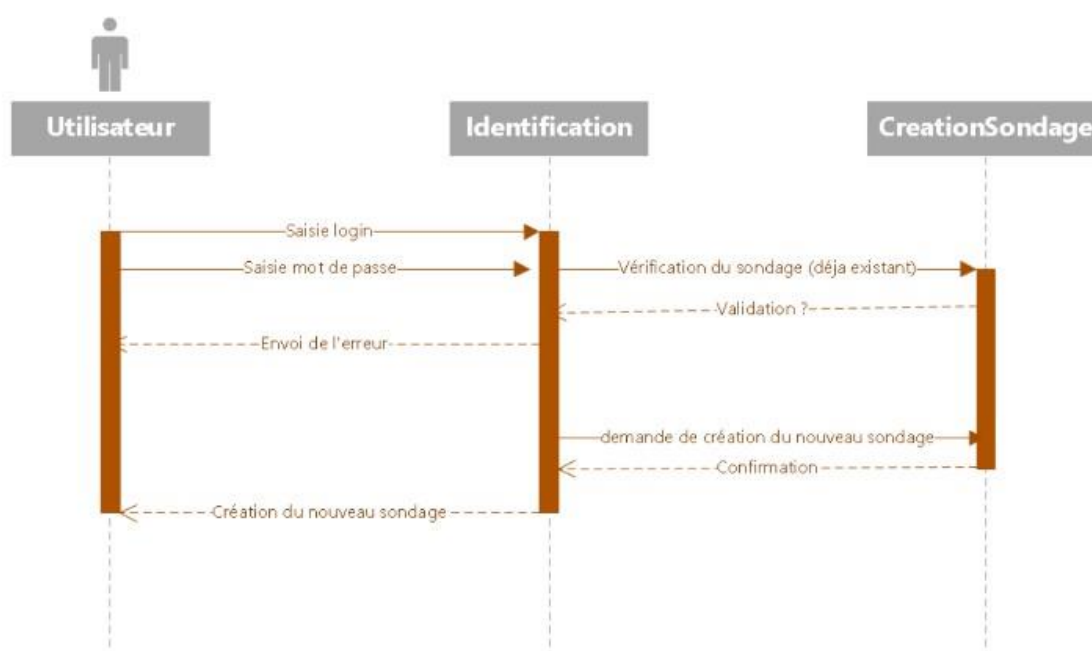 Utilisateur
Identification
CreationSondage
Saisie login
Saisie mot de passe
Vérification du sondage (déja existant)
Validation ?
Envoi de l'erreur
demande de création du nouveau sondage
Confirmation
Création du nouveau sondage